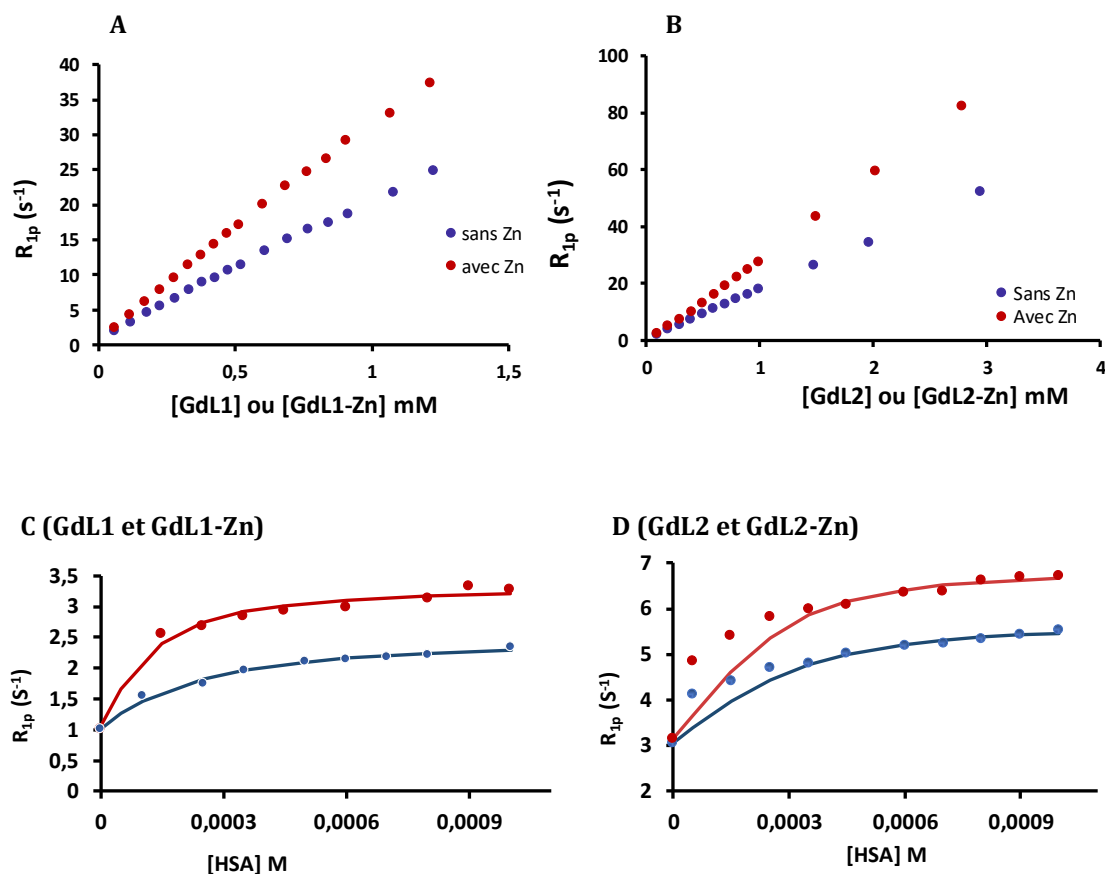 A
R1p (s-1)
40
35
30
25
20
15
10
5
0
0
0,5
1
1,5
sans Zn
avec Zn
[GdL1] ou [GdL1-Zn] mM
B
R1p (s-1)
100
80
60
40
20
0
0
1
2
3
4
Sans Zn
Avec Zn
[GdL2] ou [GdL2-Zn] mM
C (GdL1 et GdL1-Zn)
R1p (S-1)
3,5
3
2,5
2
1,5
1
0,5
0
0
0,0003
0,0006
0,0009
[HSA] M
D (GdL2 et GdL2-Zn)
R1p (S-1)
7
6
5
4
3
2
0
0,0003
0,0006
0,0009
[HSA] M